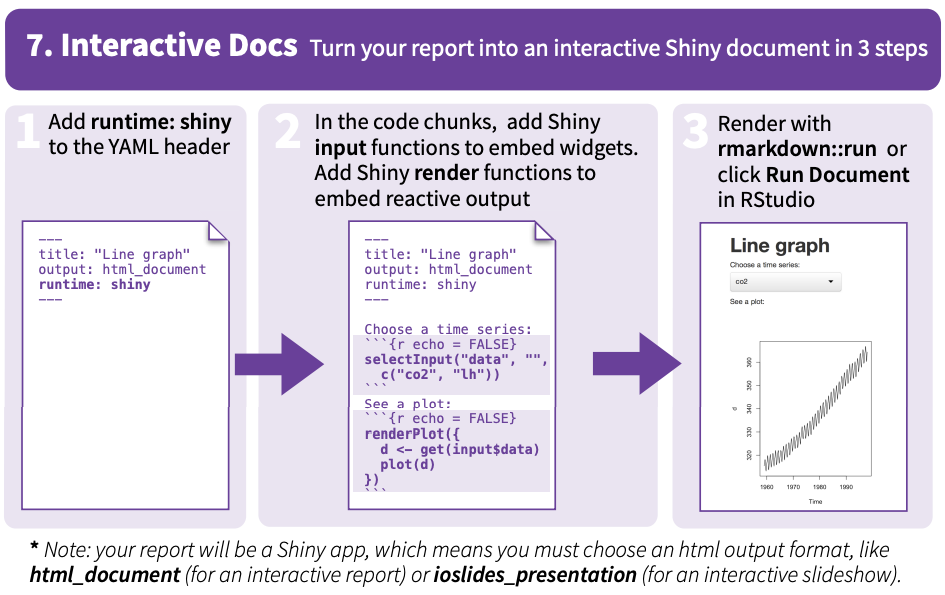 7. Interactive Docs Turn your report into an interactive Shiny document in 3 steps
1 Add runtime: shiny
to the YAML header
---
title: "Line graph"
output: html_document
runtime: shiny
---
2 In the code chunks, add Shiny
input functions to embed widgets.
Add Shiny render functions to
embed reactive output
---
title: "Line graph"
output: html_document
runtime: shiny
---
Choose a time series:
```{r echo = FALSE}
selectInput("data", "",
  c("co2", "lh"))
```
See a plot:
```{r echo = FALSE}
renderPlot({
  d <- get(input$data)
  plot(d)
})
```
3 Render with
rmarkdown::run or
click Run Document
in RStudio
Line graph
Choose a time series:
co2
See a plot:
360
350
340
330
320
d
1960 1970 1980 1990
Time
* Note: your report will be a Shiny app, which means you must choose an html output format, like
html_document (for an interactive report) or ioslides_presentation (for an interactive slideshow).